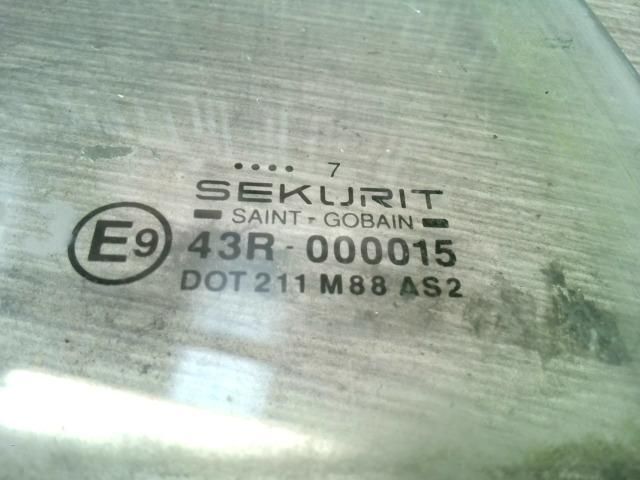 •••• 7
SEKURIT
SAINT-GOBAIN
E9 43R-000015
DOT 211 M88 AS2